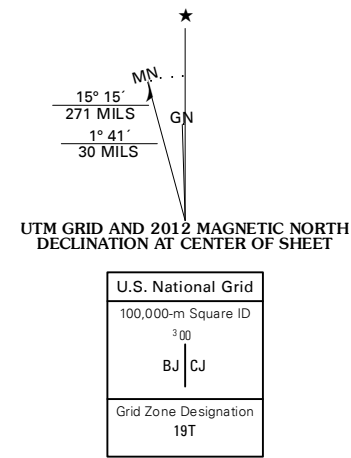 ★
MN
15° 15´
271 MILS
GN
1° 41´
30 MILS
UTM GRID AND 2012 MAGNETIC NORTH
DECLINATION AT CENTER OF SHEET
U.S. National Grid
100,000-m Square ID
³00
BJ CJ
Grid Zone Designation
19T